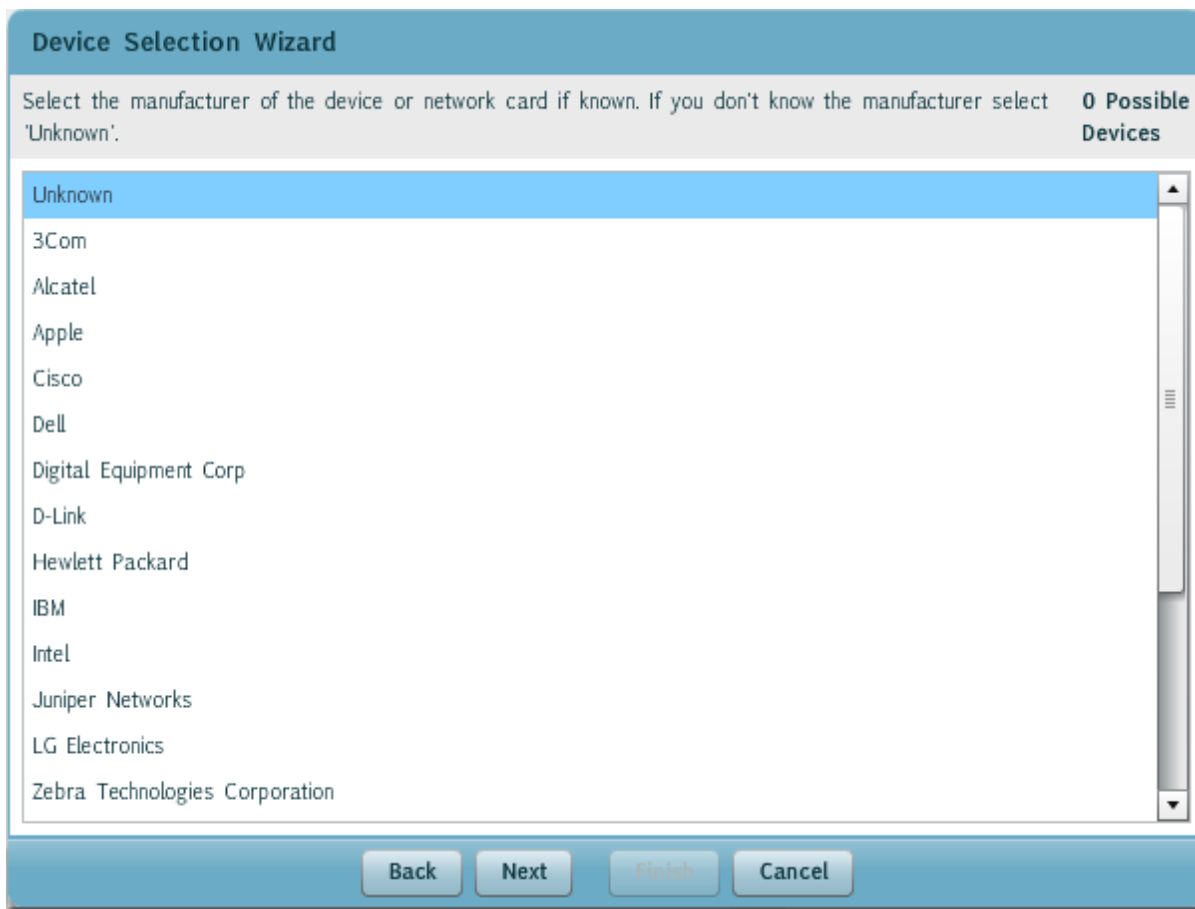 Device Selection Wizard
Select the manufacturer of the device or network card if known. If you don't know the manufacturer select
'Unknown'.
0 Possible
Devices
Unknown
3Com
Alcatel
Apple
Cisco
Dell
Digital Equipment Corp
D-Link
Hewlett Packard
IBM
Intel
Juniper Networks
LG Electronics
Zebra Technologies Corporation
Back Next Finish Cancel